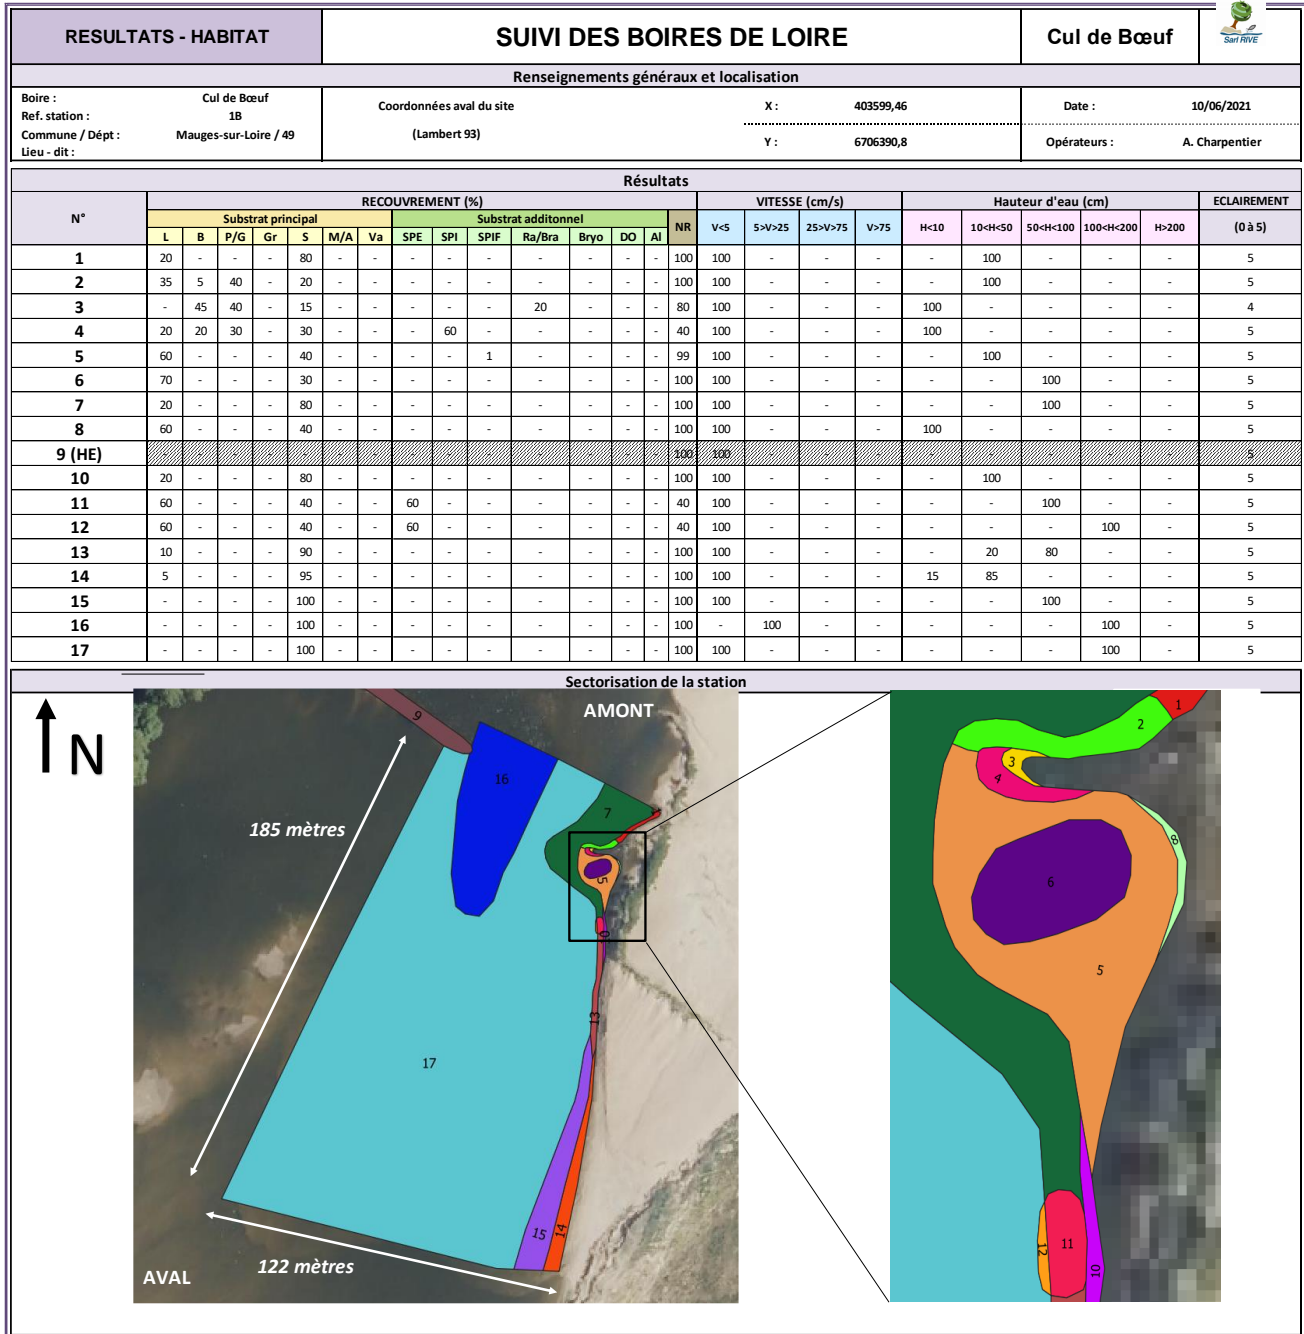 RESULTATS - HABITAT SUIVI DES BOIRES DE LOIRE Cul de Bœuf Sarl RIVE
Renseignements généraux et localisation
Boire : Cul de Bœuf Coordonnées aval du site X : 403599,46 Date : 10/06/2021
Ref. station : 1B
Commune / Dépt : Mauges-sur-Loire / 49 (Lambert 93) Y : 6706390,8 Opérateurs : A. Charpentier
Lieu - dit :
Résultats
N° RECOUVREMENT (%) VITESSE (cm/s) Hauteur d'eau (cm) ECLAIREMENT
Substrat principal Substrat additonnel NR V<5 5>V>25 25>V>75 V>75 H<10 10<H<50 50<H<100 100<H<200 H>200 (0 à 5)
L B P/G Gr S M/A Va SPE SPI SPIF Ra/Bra Bryo DO Al
1 20 - - - 80 - - - - - - - - - 100 100 - - - - 100 - - - 5
2 35 5 40 - 20 - - - - - - - - - 100 100 - - - - 100 - - - 5
3 - 45 40 - 15 - - - - - 20 - - - 80 100 - - - 100 - - - - 4
4 20 20 30 - 30 - - - 60 - - - - - 40 100 - - - 100 - - - - 5
5 60 - - - 40 - - - - 1 - - - - 99 100 - - - - 100 - - - 5
6 70 - - - 30 - - - - - - - - - 100 100 - - - - - 100 - - 5
7 20 - - - 80 - - - - - - - - - 100 100 - - - - - 100 - - 5
8 60 - - - 40 - - - - - - - - - 100 100 - - - 100 - - - - 5
9 (HE) - - - - - - - - - - - - - - 100 100 - - - - - - - - 5
10 20 - - - 80 - - - - - - - - - 100 100 - - - - 100 - - - 5
11 60 - - - 40 - - 60 - - - - - - 40 100 - - - - - 100 - - 5
12 60 - - - 40 - - 60 - - - - - - 40 100 - - - - - - 100 - 5
13 10 - - - 90 - - - - - - - - - 100 100 - - - - 20 80 - - 5
14 5 - - - 95 - - - - - - - - - 100 100 - - - 15 85 - - - 5
15 - - - - 100 - - - - - - - - - 100 100 - - - - - 100 - - 5
16 - - - - 100 - - - - - - - - - 100 - 100 - - - - - 100 - 5
17 - - - - 100 - - - - - - - - - 100 100 - - - - - - 100 - 5
Sectorisation de la station
N
AMONT
9
16
185 mètres
7
1
5
0
13
17
15
14
122 mètres
AVAL
1
2
3
4
8
6
5
12
11
10